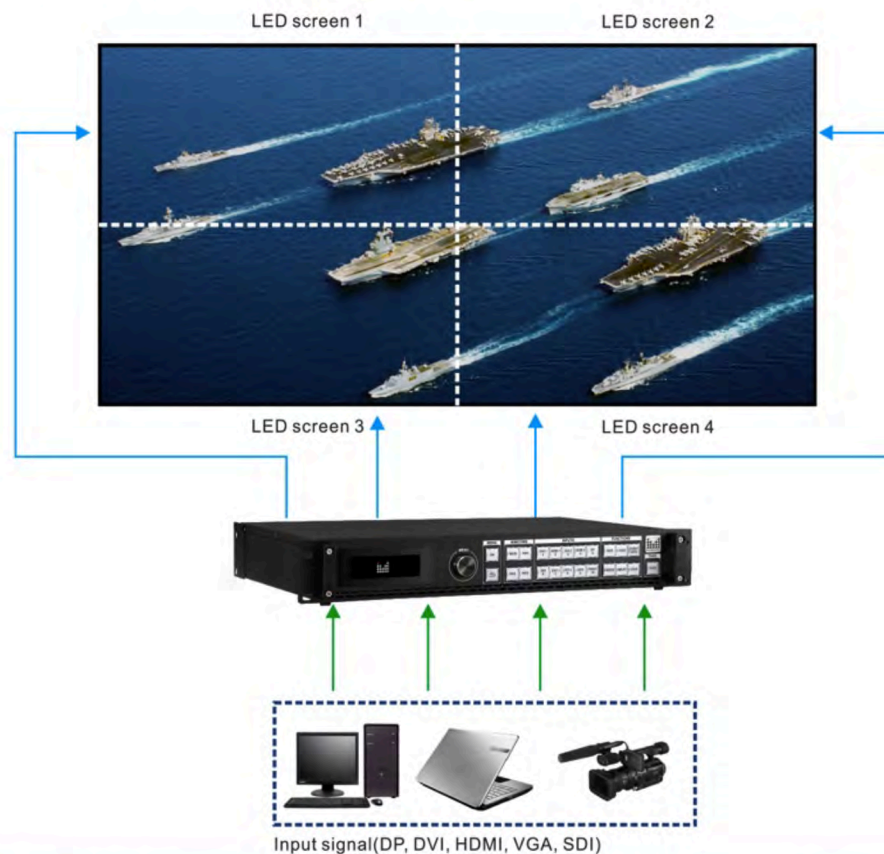 LED screen 1
LED screen 2
LED screen 3
LED screen 4
Input signal(DP, DVI, HDMI, VGA, SDI)